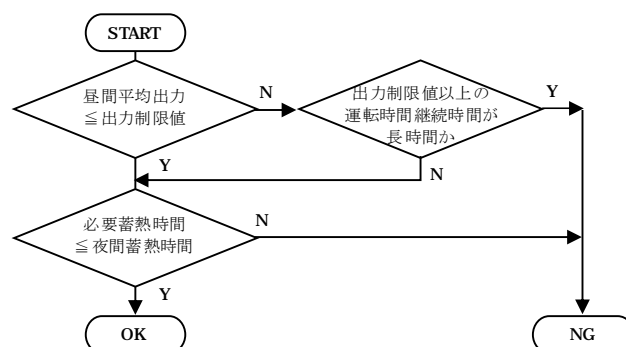 START
昼間平均出力
≦出力制限値
N
出力制限値以上の
運転時間継続時間が
長時間か
Y
Y
N
必要蓄熱時間
≦夜間蓄熱時間
N
Y
OK
NG